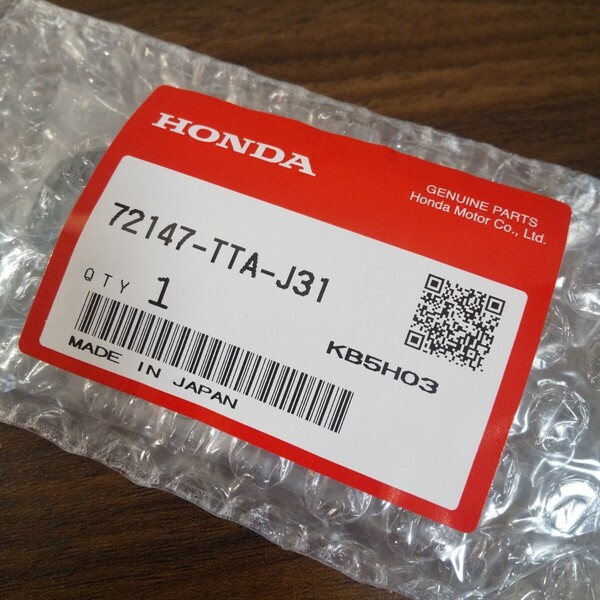 HONDA
GENUINE PARTS
Honda Motor Co., Ltd.
72147-TTA-J31
QTY 1
KB5H03
MADE IN JAPAN